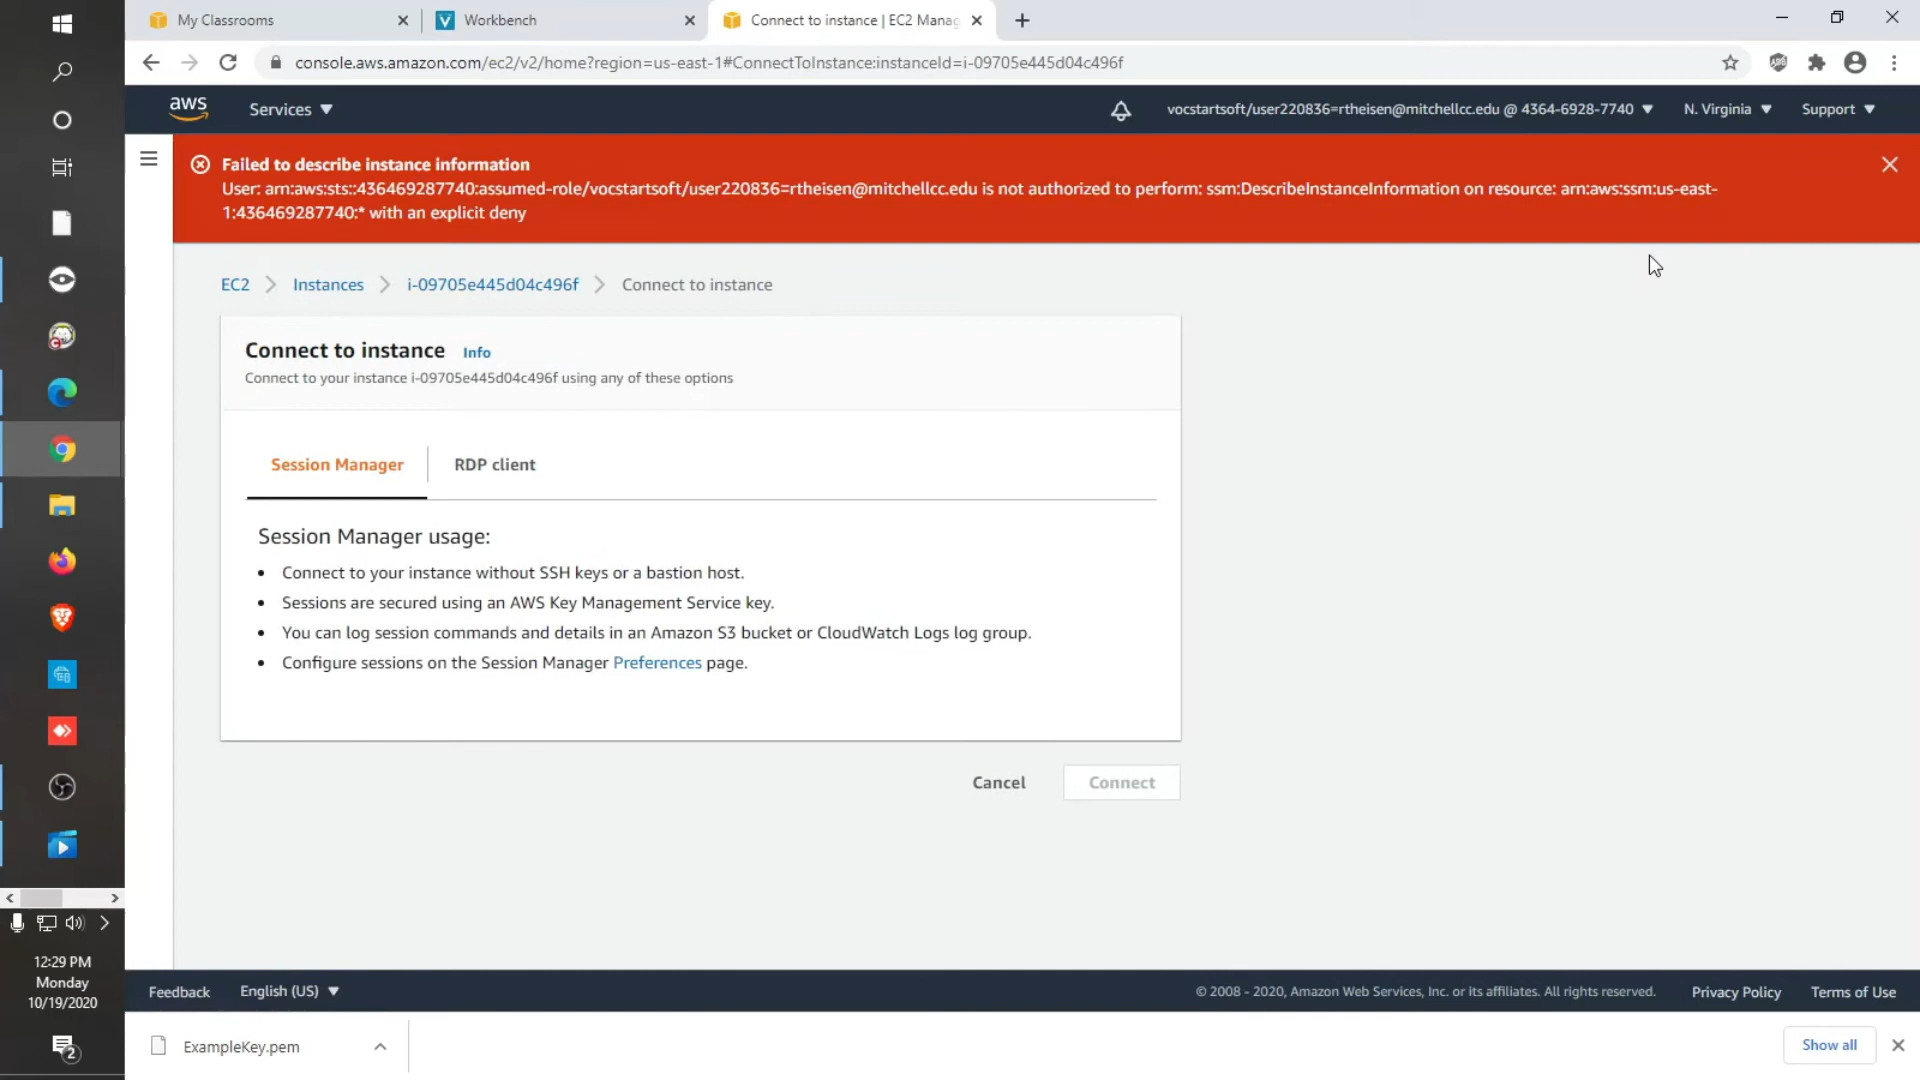 My Classrooms
Workbench
Connect to instance | EC2 Manag
console.aws.amazon.com/ec2/v2/home?region=us-east-1#ConnectToInstance:instanceId=i-09705e445d04c496f
aws
Services
vocstartsoft/user220836=rtheisen@mitchellcc.edu @ 4364-6928-7740
N. Virginia
Support
Failed to describe instance information
User: arn:aws:sts::436469287740:assumed-role/vocstartsoft/user220836=rtheisen@mitchellcc.edu is not authorized to perform: ssm:DescribeInstanceInformation on resource: arn:aws:ssm:us-east-
1:436469287740:* with an explicit deny
EC2
Instances
i-09705e445d04c496f
Connect to instance
Connect to instance Info
Connect to your instance i-09705e445d04c496f using any of these options
Session Manager
RDP client
Session Manager usage:
• Connect to your instance without SSH keys or a bastion host.
• Sessions are secured using an AWS Key Management Service key.
• You can log session commands and details in an Amazon S3 bucket or CloudWatch Logs log group.
• Configure sessions on the Session Manager Preferences page.
Cancel
Connect
12:29 PM
Monday
10/19/2020
2
Feedback
English (US)
© 2008 - 2020, Amazon Web Services, Inc. or its affiliates. All rights reserved.
Privacy Policy
Terms of Use
ExampleKey.pem
Show all